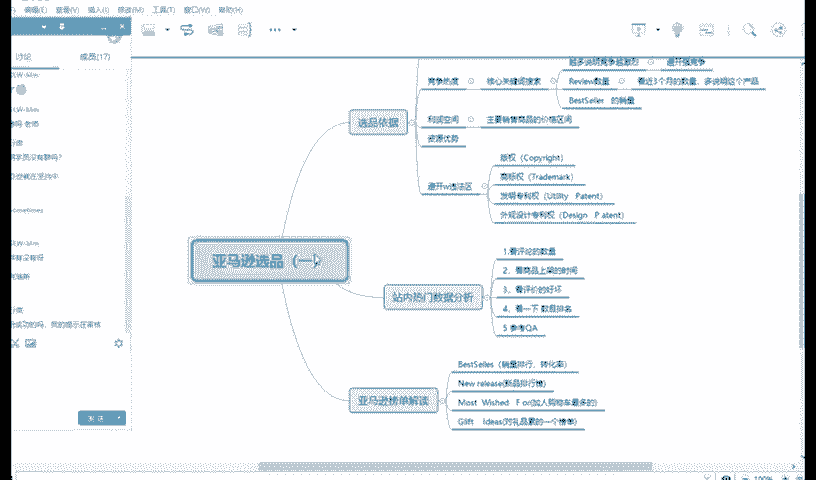 编辑(E) 查看(V) 插入(I) 修改(M) 工具(T) 窗口(W) 帮助(H)
讨论
成员(17)
越多说明竞争越激烈
避开强竞争
竞争热度
核心关键词搜索
Review数量
看近3个月的数量，多说明这个产品
BestSeller 的销量
选品依据
利润空间
主要销售商品的价格区间
资源优势
避开w违法区
版权（Copyright）
商标权（Trademark）
发明专利权（Utility Patent）
外观设计专利权（Design P atent）
亚马逊选品（一）
站内热门数据分析
1.看评论的数量
2、看商品上架的时间
3、看评价的好坏
4、看一下 数据排名
5 参考QA
亚马逊榜单解读
BestSelles（销量排行，转化率）
New release(新品排行榜)
Most Wished F or(加入购物车最多的)
Gilft Ideas(对礼品累的一个榜单)
sometimes
发送
100%